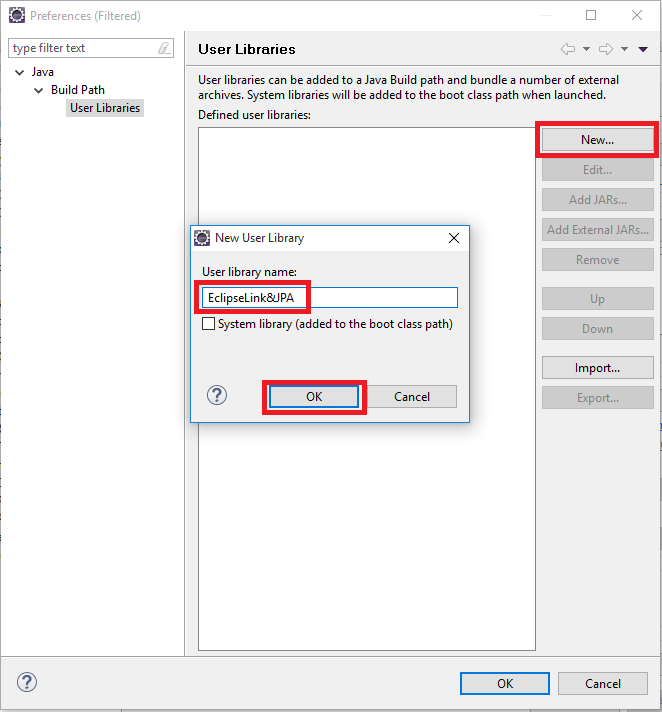 Preferences (Filtered)
type filter text
Java
Build Path
User Libraries
User Libraries
User libraries can be added to a Java Build path and bundle a number of external
archives. System libraries will be added to the boot class path when launched.
Defined user libraries:
New...
Edit...
Add JARs...
Add External JARs...
Remove
Up
Down
Import...
Export...
New User Library
User library name:
EclipseLink&JPA
System library (added to the boot class path)
?
OK
Cancel
?
OK
Cancel